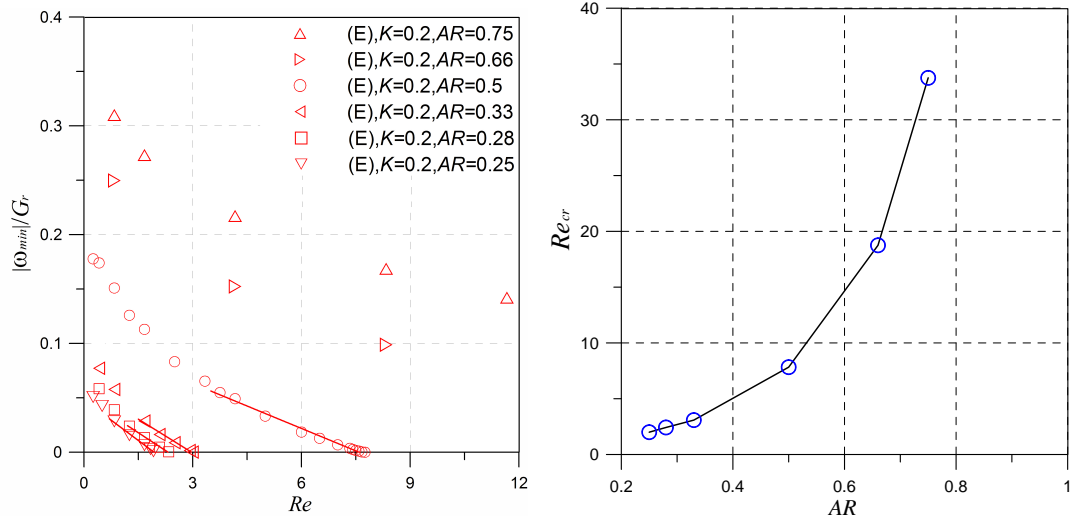 0.4
0.3
0.2
0.1
0
|ω_min|/G_r
(E),K=0.2,AR=0.75
(E),K=0.2,AR=0.66
(E),K=0.2,AR=0.5
(E),K=0.2,AR=0.33
(E),K=0.2,AR=0.28
(E),K=0.2,AR=0.25
0 3 6 9 12
Re
40
30
20
10
0
Re_cr
0.2 0.4 0.6 0.8 1
AR